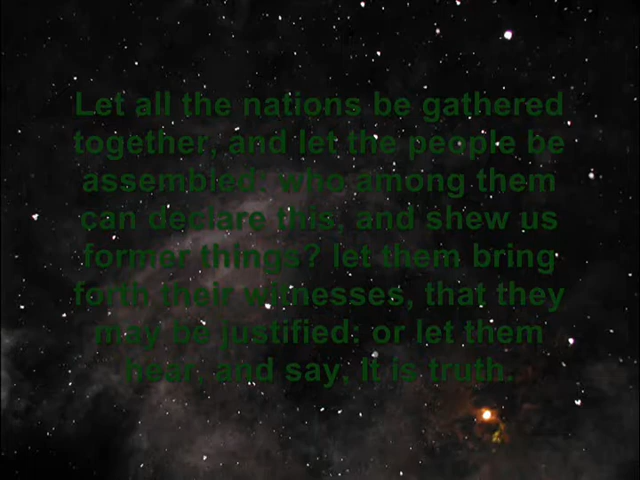 Let all the nations be gathered
together, and let the people be
assembled: who among them
can declare this, and shew us
former things? let them bring
forth their witnesses, that they
may be justified: or let them
hear, and say, It is truth.